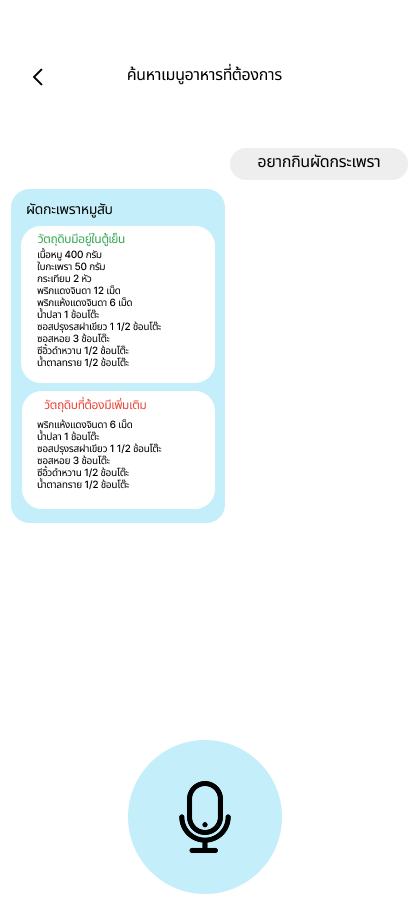 ค้นหาเมนูอาหารที่ต้องการ
อยากกินผัดกระเพรา
ผัดกะเพราหมูสับ
วัตถุดิบมีอยู่ในตู้เย็น
เนื้อหมู 400 กรัม
ใบกะเพรา 50 กรัม
กระเทียม 2 หัว
พริกแดงจินดา 12 เม็ด
พริกแห้งแดงจินดา 6 เม็ด
น้ำปลา 1 ช้อนโต๊ะ
ซอสปรุงรสฝาเขียว 1 1/2 ช้อนโต๊ะ
ซอสหอย 3 ช้อนโต๊ะ
ซีอิ๊วดำหวาน 1/2 ช้อนโต๊ะ
น้ำตาลทราย 1/2 ช้อนโต๊ะ
วัตถุดิบที่ต้องมีเพิ่มเติม
พริกแห้งแดงจินดา 6 เม็ด
น้ำปลา 1 ช้อนโต๊ะ
ซอสปรุงรสฝาเขียว 1 1/2 ช้อนโต๊ะ
ซอสหอย 3 ช้อนโต๊ะ
ซีอิ๊วดำหวาน 1/2 ช้อนโต๊ะ
น้ำตาลทราย 1/2 ช้อนโต๊ะ